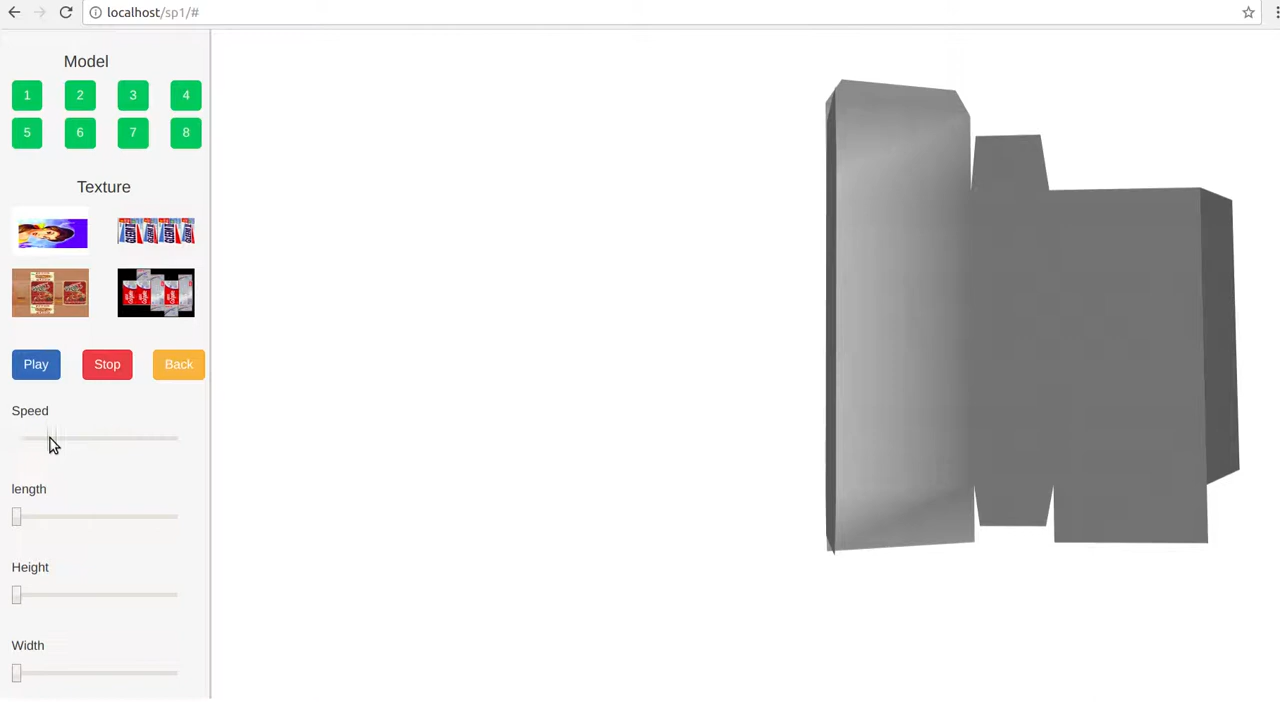 localhost/sp1/#
Model
1 2 3 4
5 6 7 8
Texture
Play Stop Back
Speed
length
Height
Width